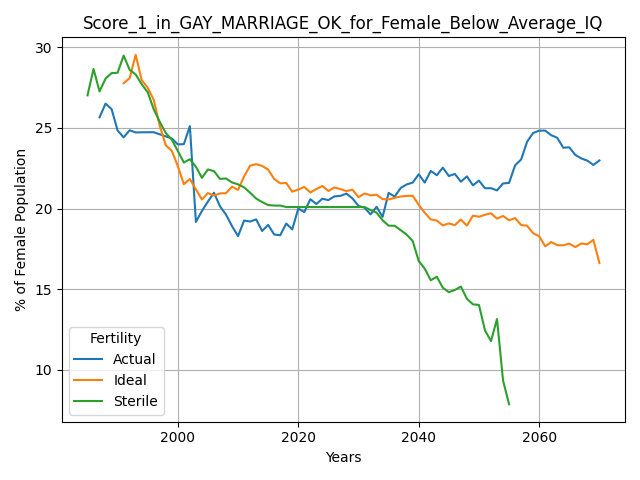 Score_1_in_GAY_MARRIAGE_OK_for_Female_Below_Average_IQ
% of Female Population
30
25
20
15
10
Fertility
Actual
Ideal
Sterile
2000 2020 2040 2060
Years